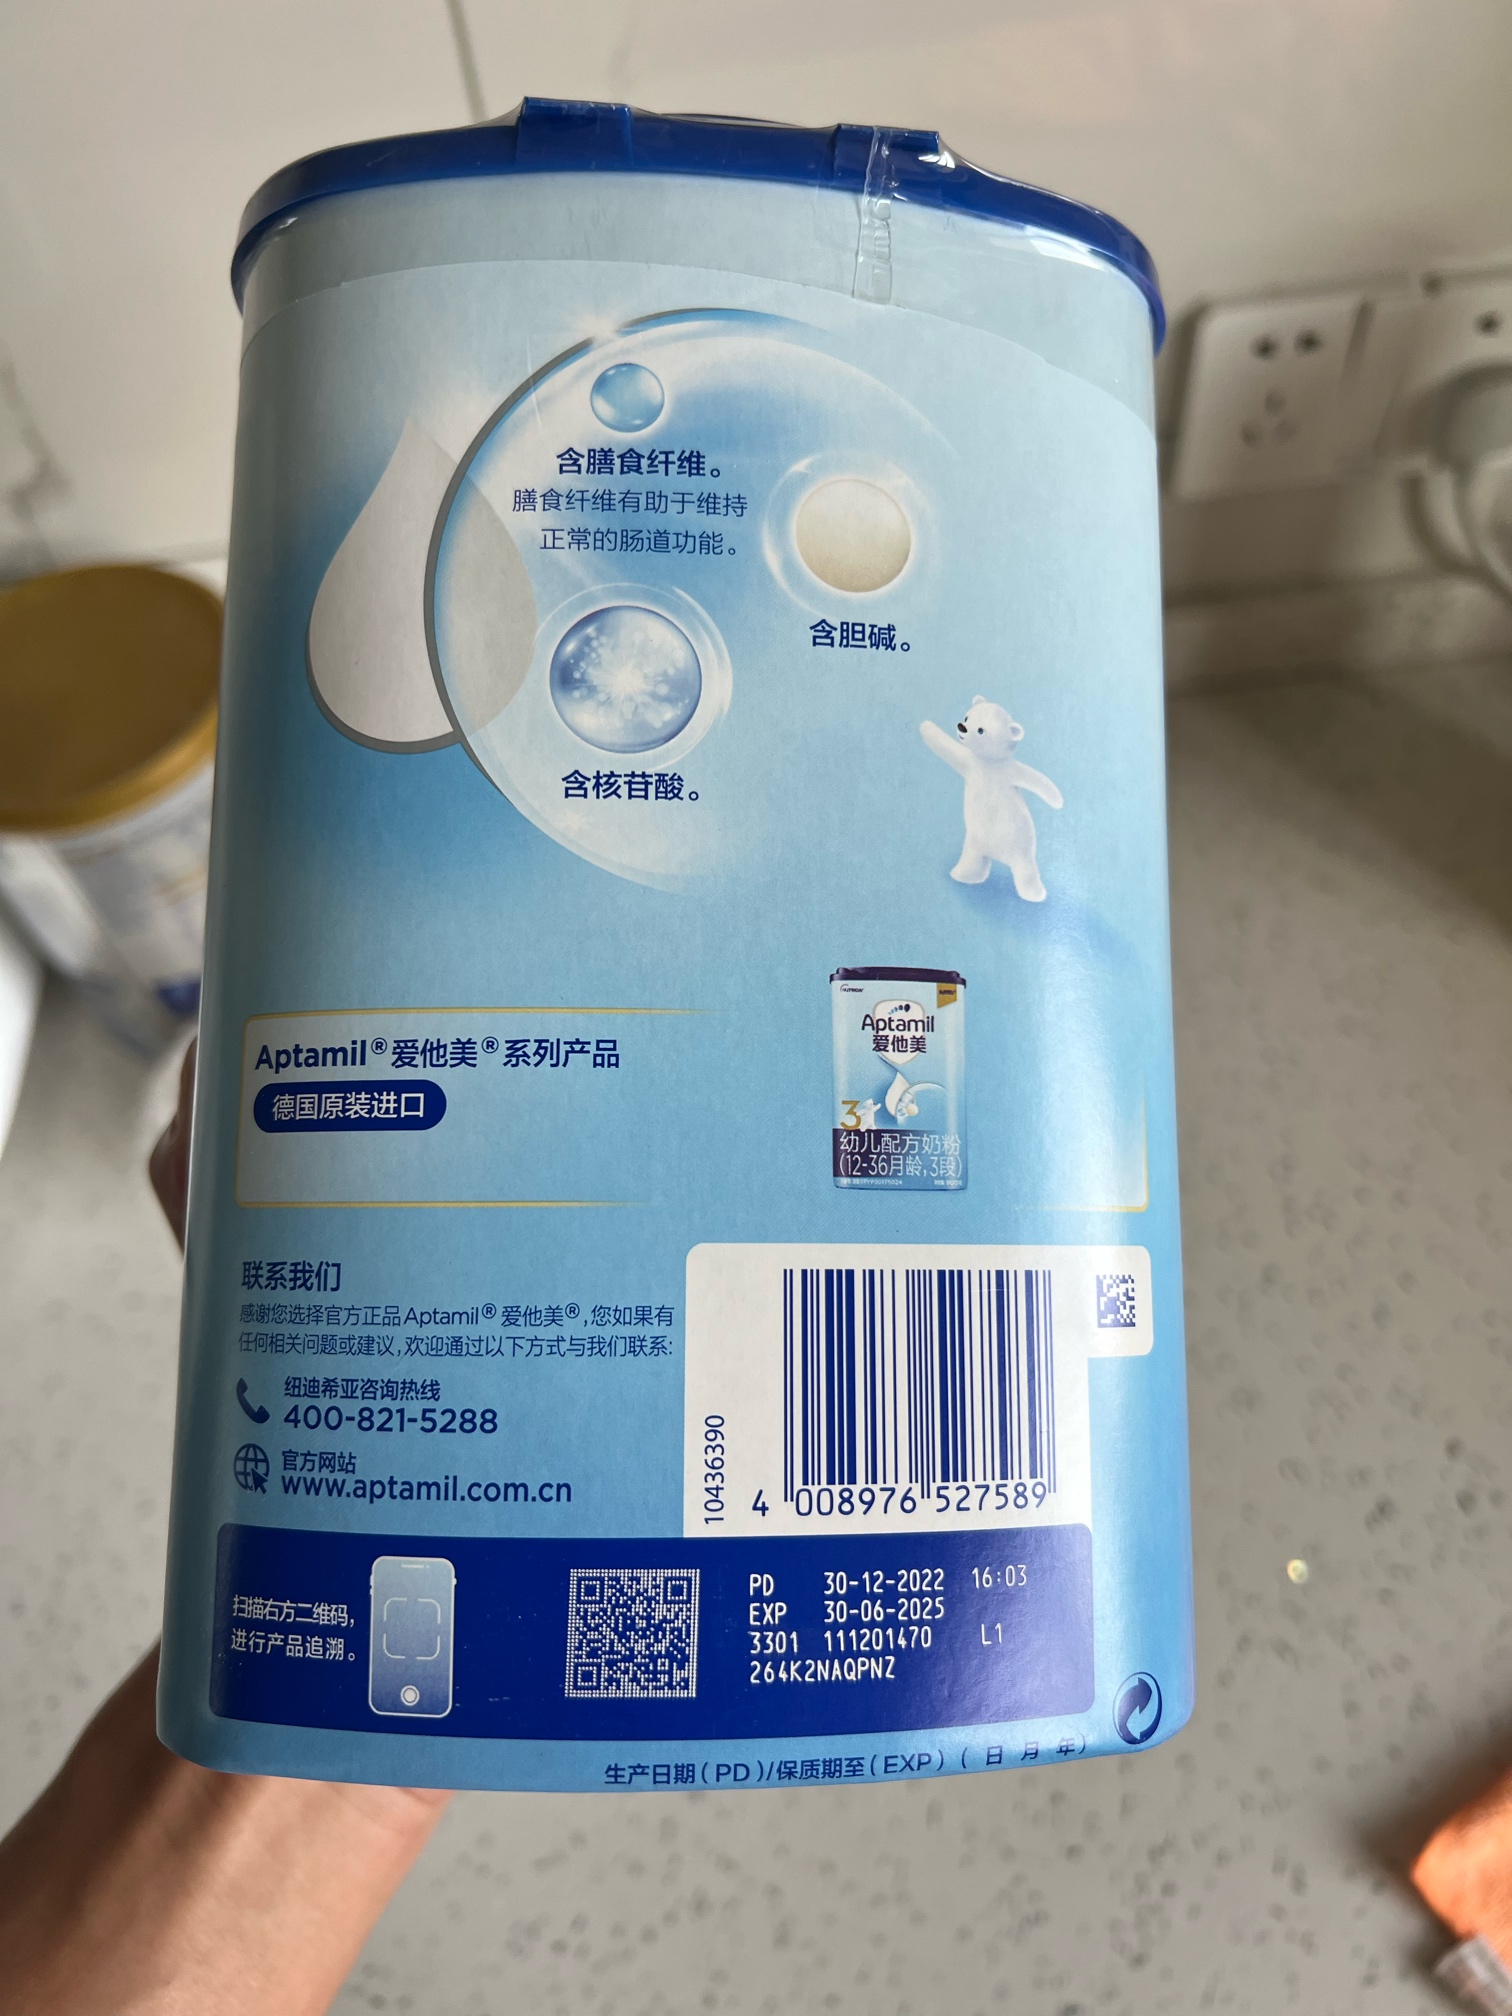 含膳食纤维。
膳食纤维有助于维持
正常的肠道功能。
含胆碱。
含核苷酸。
Aptamil®爱他美®系列产品
德国原装进口
Aptamil
爱他美
3
幼儿配方奶粉
(12-36月龄,3段)
联系我们
感谢您选择官方正品Aptamil®爱他美®,您如果有
任何相关问题或建议,欢迎通过以下方式与我们联系:
纽迪希亚咨询热线
400-821-5288
官方网站
www.aptamil.com.cn
10436390
4 008976 527589
扫描右方二维码,
进行产品追溯。
PD 30-12-2022 16:03
EXP 30-06-2025
3301 111201470 L1
264K2NAQPNZ
生产日期(PD)/保质期至(EXP)(日 月 年)